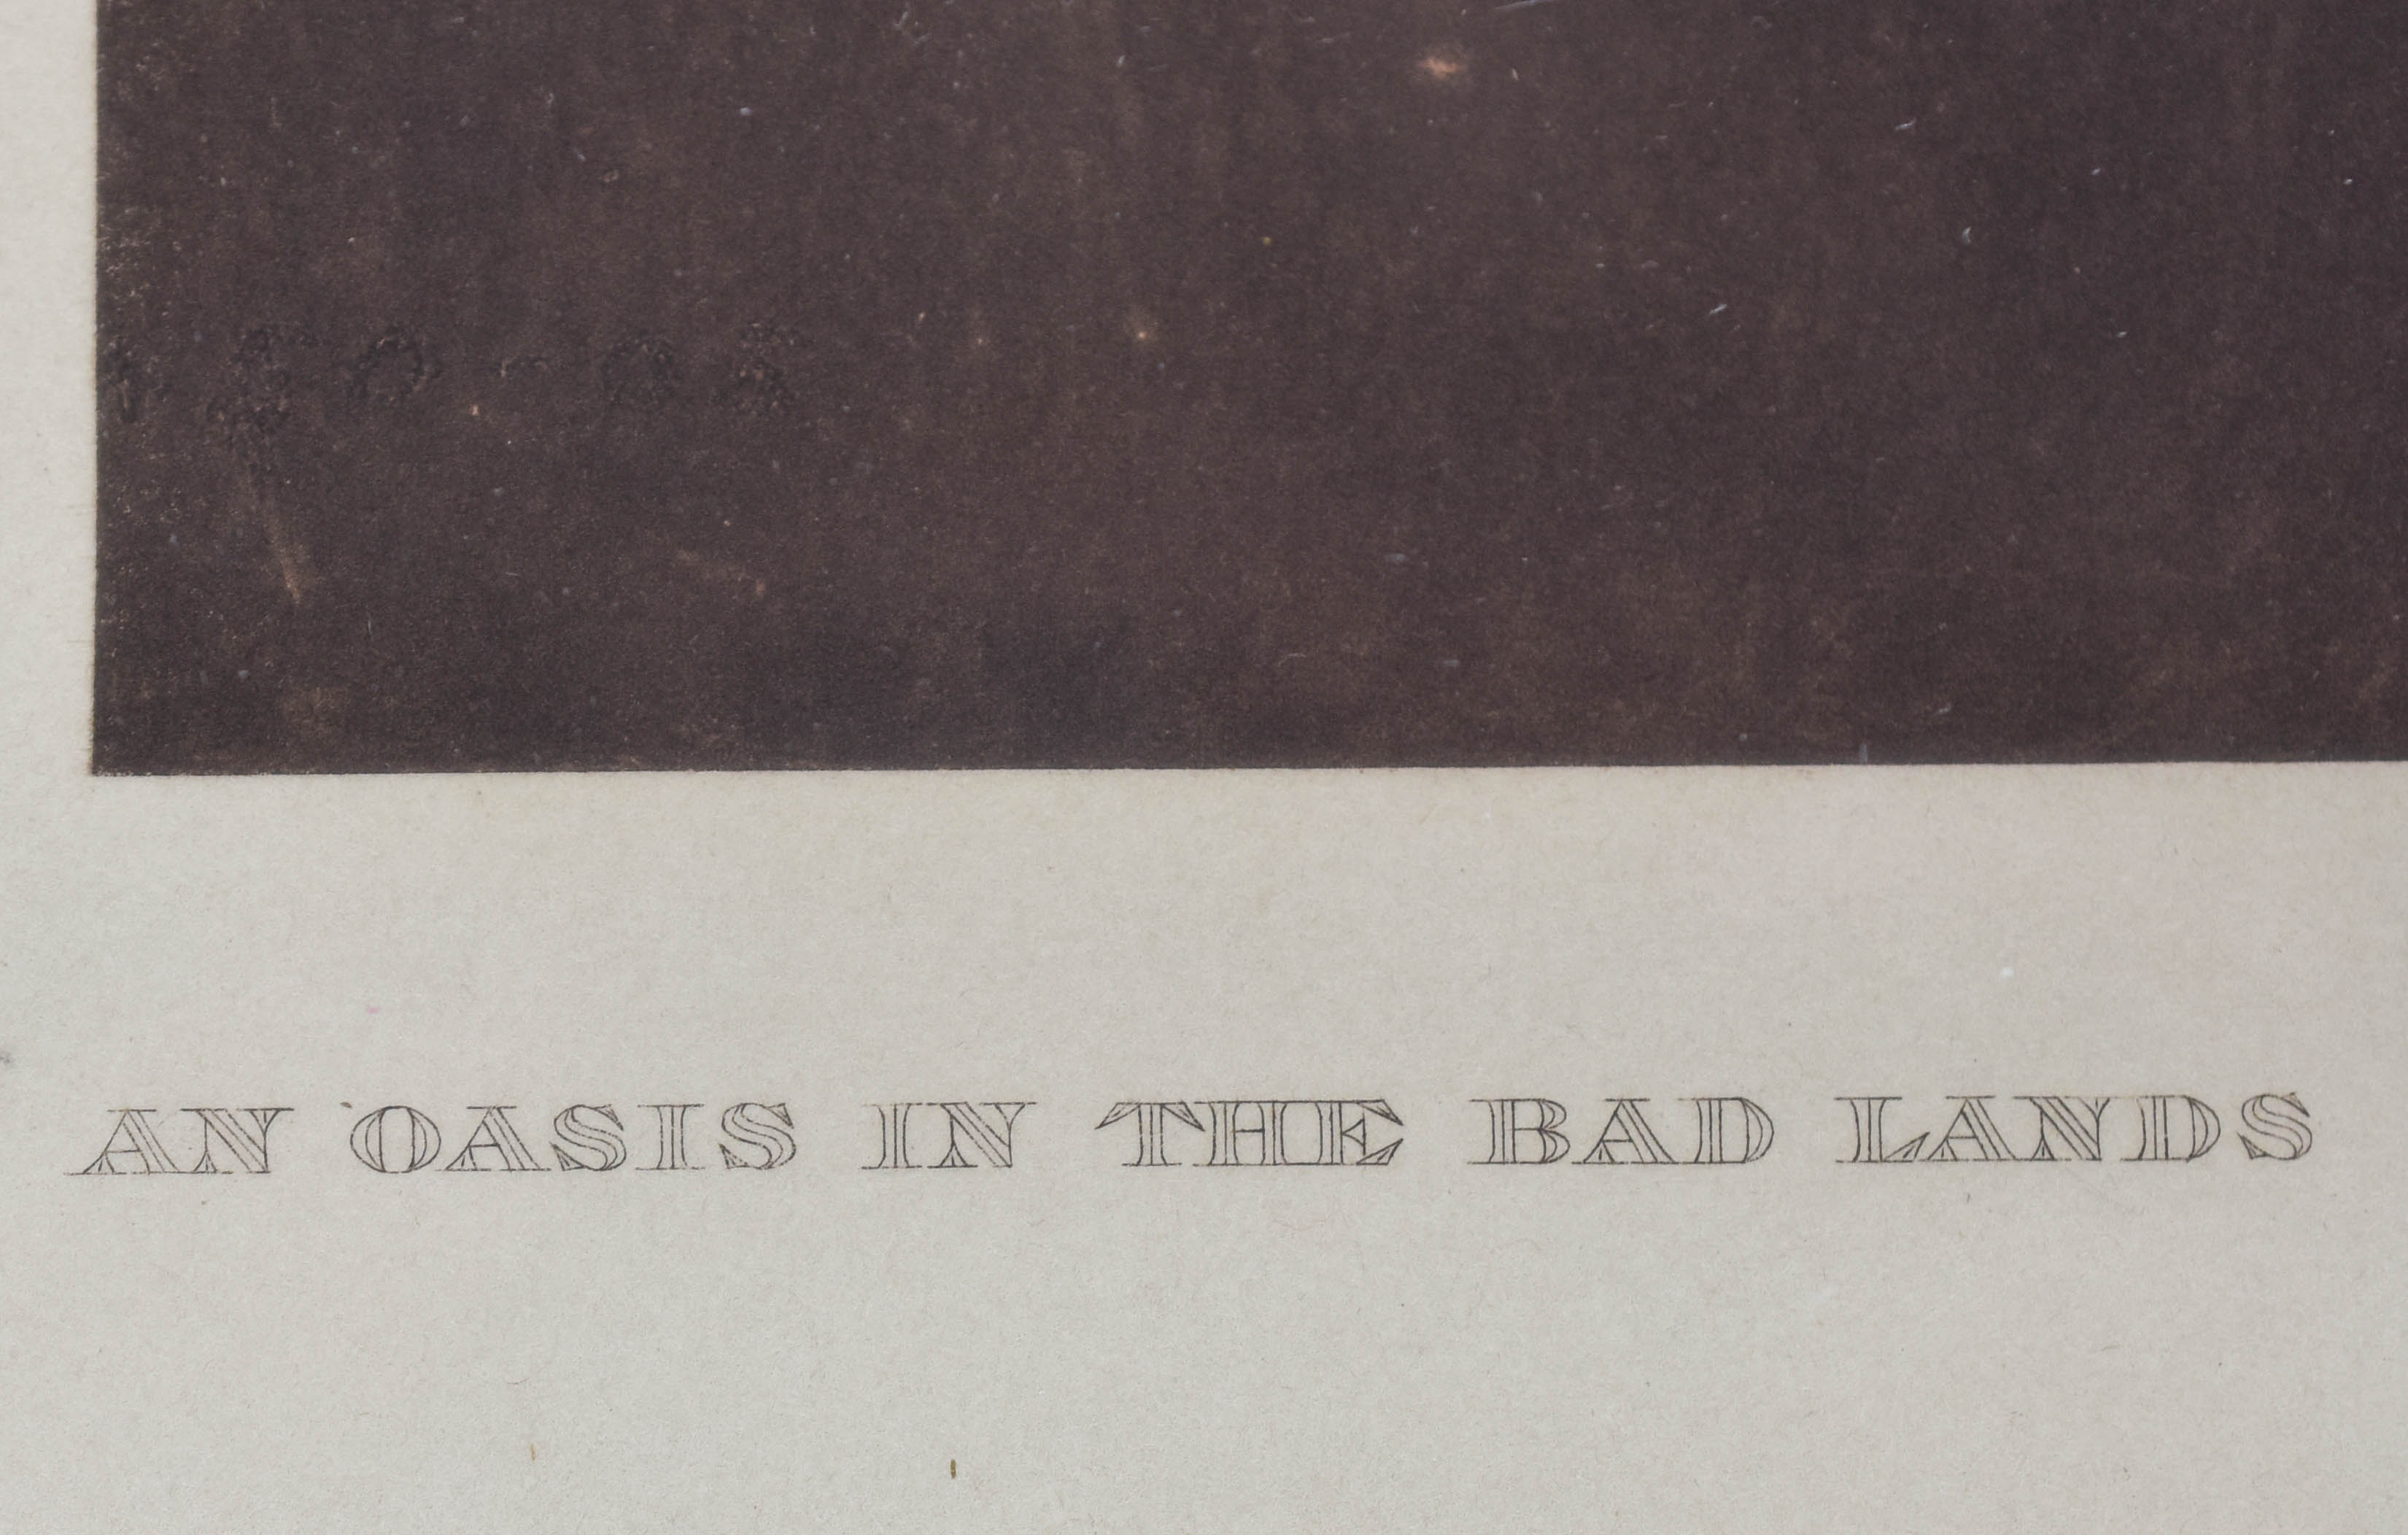 AN OASIS IN THE BAD LANDS